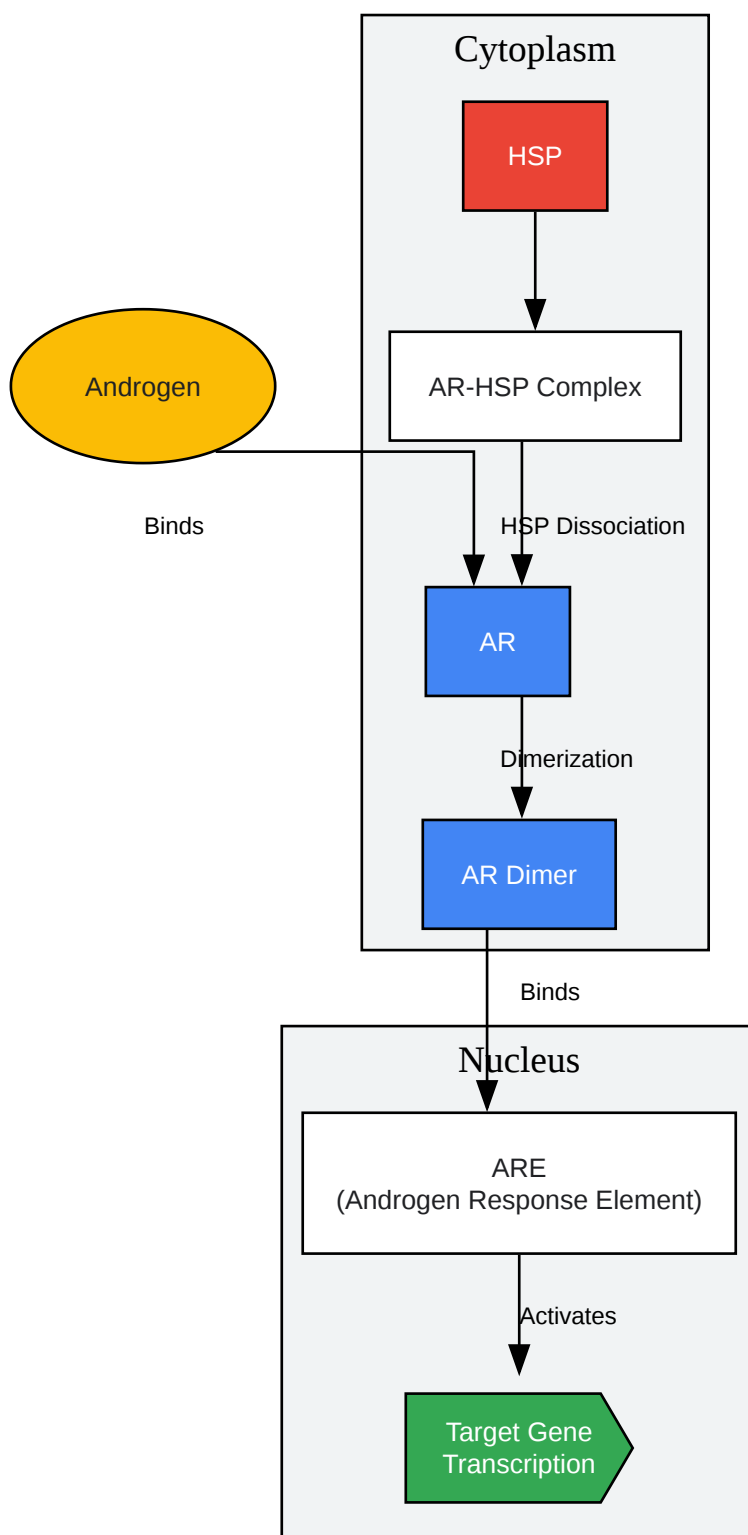 Cytoplasm
HSP
Androgen
AR-HSP Complex
Binds
HSP Dissociation
AR
Dimerization
AR Dimer
Binds
Nucleus
ARE
(Androgen Response Element)
Activates
Target Gene
Transcription